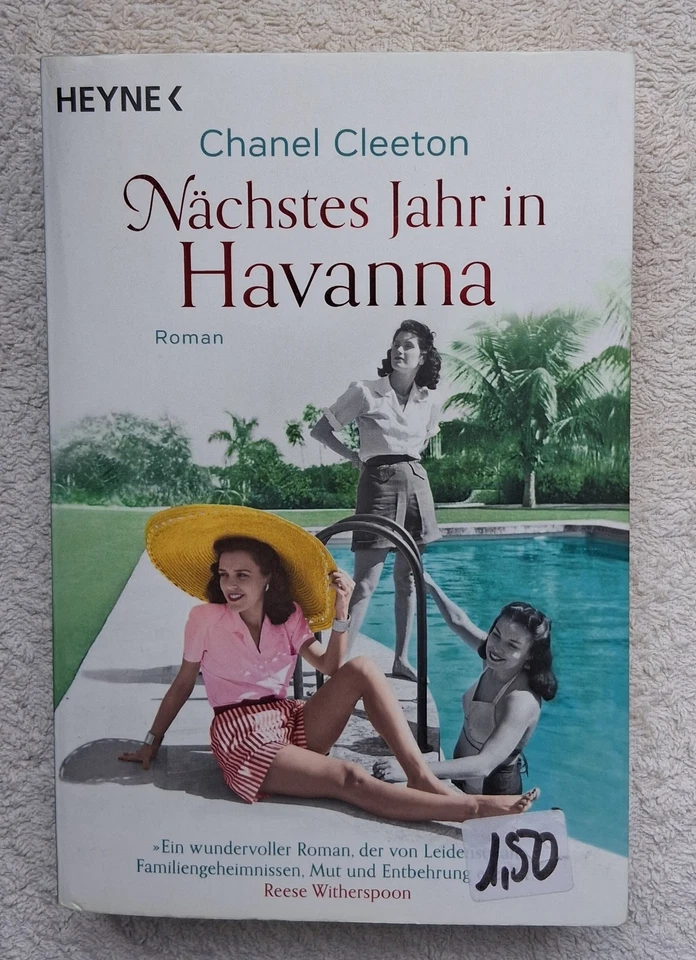 HEYNE <
Chanel Cleeton
Nächstes Jahr in
Havanna
Roman
»Ein wundervoller Roman, der von
Familiengeheimnissen, Mut und Entbehrung
Reese Witherspoon
1,50